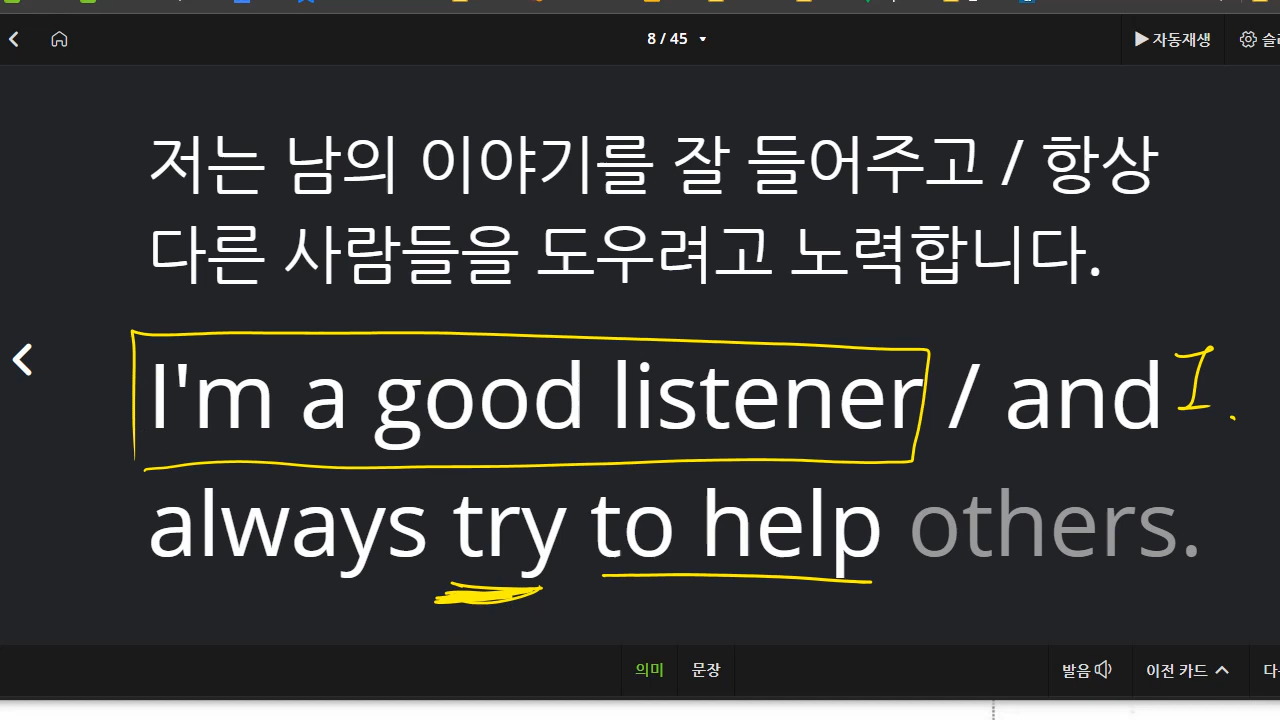 8 / 45
자동재생
저는 남의 이야기를 잘 들어주고 / 항상
다른 사람들을 도우려고 노력합니다.
I'm a good listener / and I
always try to help others.
의미 문장 발음 이전 카드